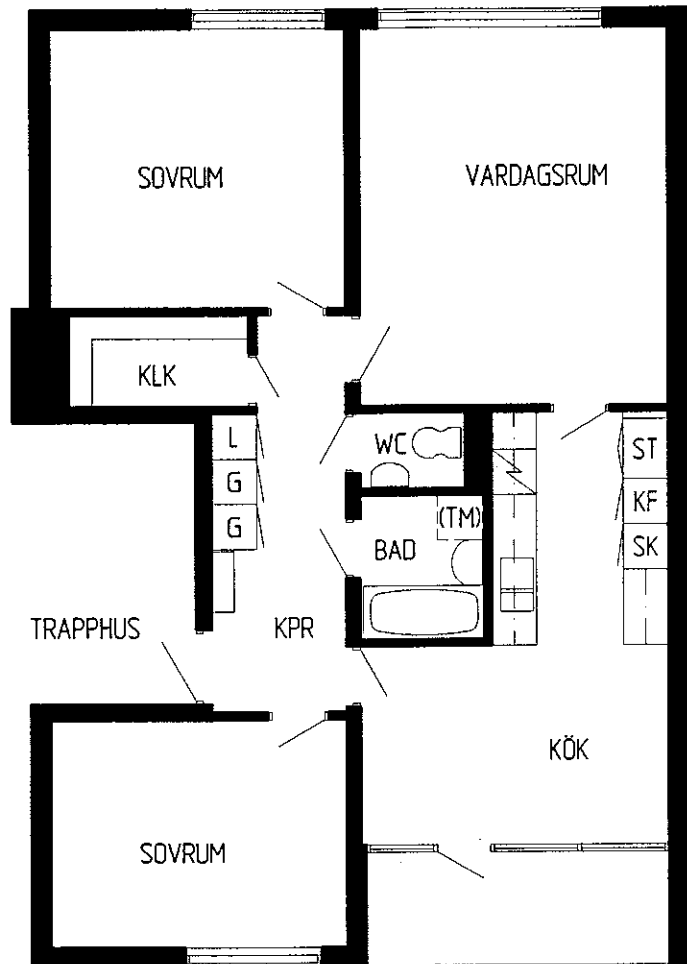 SOVRUM
VARDAGSRUM
KLK
L
WC
ST
G
KF
G
(TM)
SK
BAD
TRAPPHUS
KPR
KÖK
SOVRUM